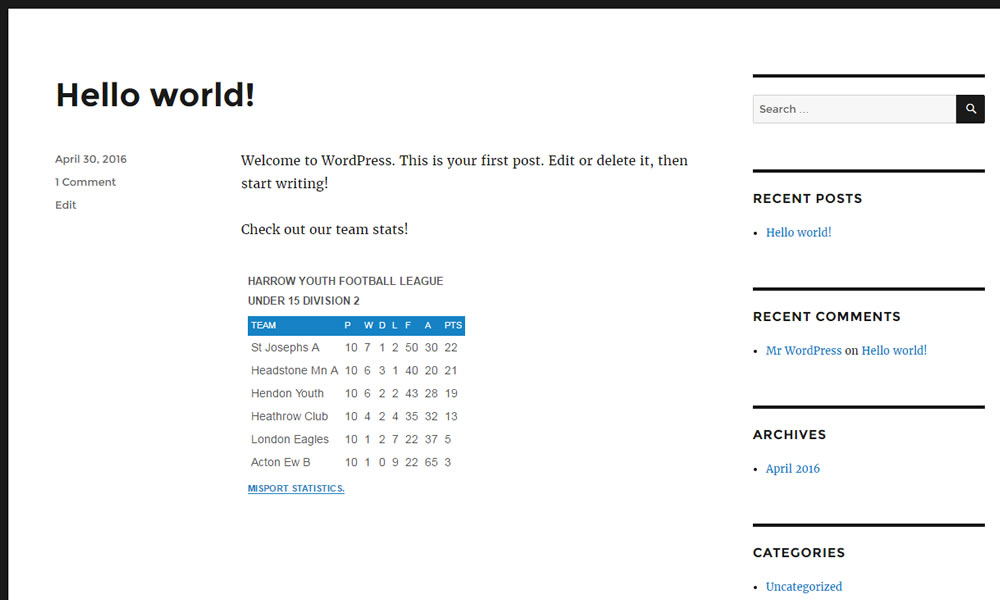 Hello world!
April 30, 2016
1 Comment
Edit
Welcome to WordPress. This is your first post. Edit or delete it, then
start writing!
Check out our team stats!
HARROW YOUTH FOOTBALL LEAGUE
UNDER 15 DIVISION 2
TEAM P W D L F A PTS
St Josephs A 10 7 1 2 50 30 22
Headstone Mn A 10 6 3 1 40 20 21
Hendon Youth 10 6 2 2 43 28 19
Heathrow Club 10 4 2 4 35 32 13
London Eagles 10 1 2 7 22 37 5
Acton Ew B 10 1 0 9 22 65 3
MISPORT STATISTICS.
Search ...
RECENT POSTS
Hello world!
RECENT COMMENTS
Mr WordPress on Hello world!
ARCHIVES
April 2016
CATEGORIES
Uncategorized